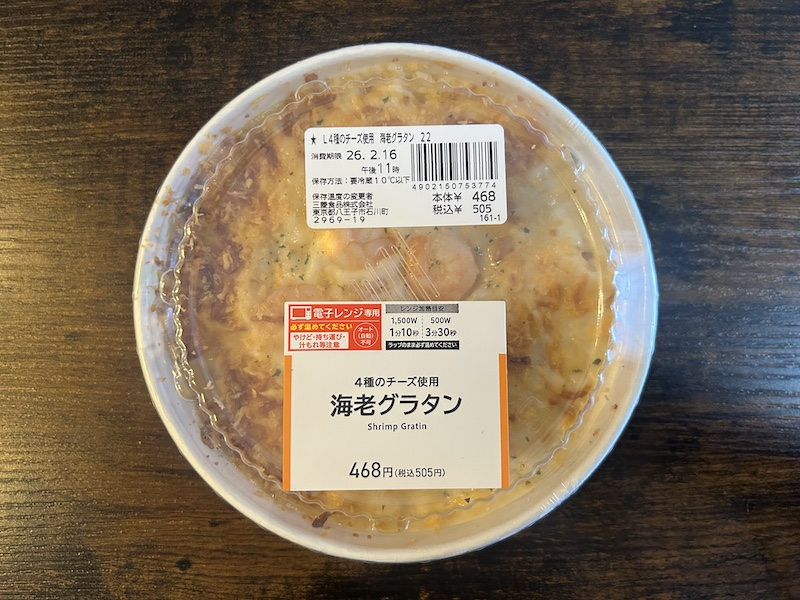 ★ L4種のチーズ使用 海老グラタン 22
消費期限 26. 2. 16
午後11時
保存方法：要冷蔵10℃以下
4902150753774
保存温度の変更者
三菱食品株式会社
東京都八王子市石川町
2969-19
本体¥ 468
税込¥ 505
161-1
電子レンジ専用
必ず温めてください
やけど・持ち運び・
汁もれ等注意
オート
(自動)
不可
レンジ加熱目安
1,500W 500W
1分10秒 3分30秒
ラップのまま必ず温めてください
4種のチーズ使用
海老グラタン
Shrimp Gratin
468円(税込505円)